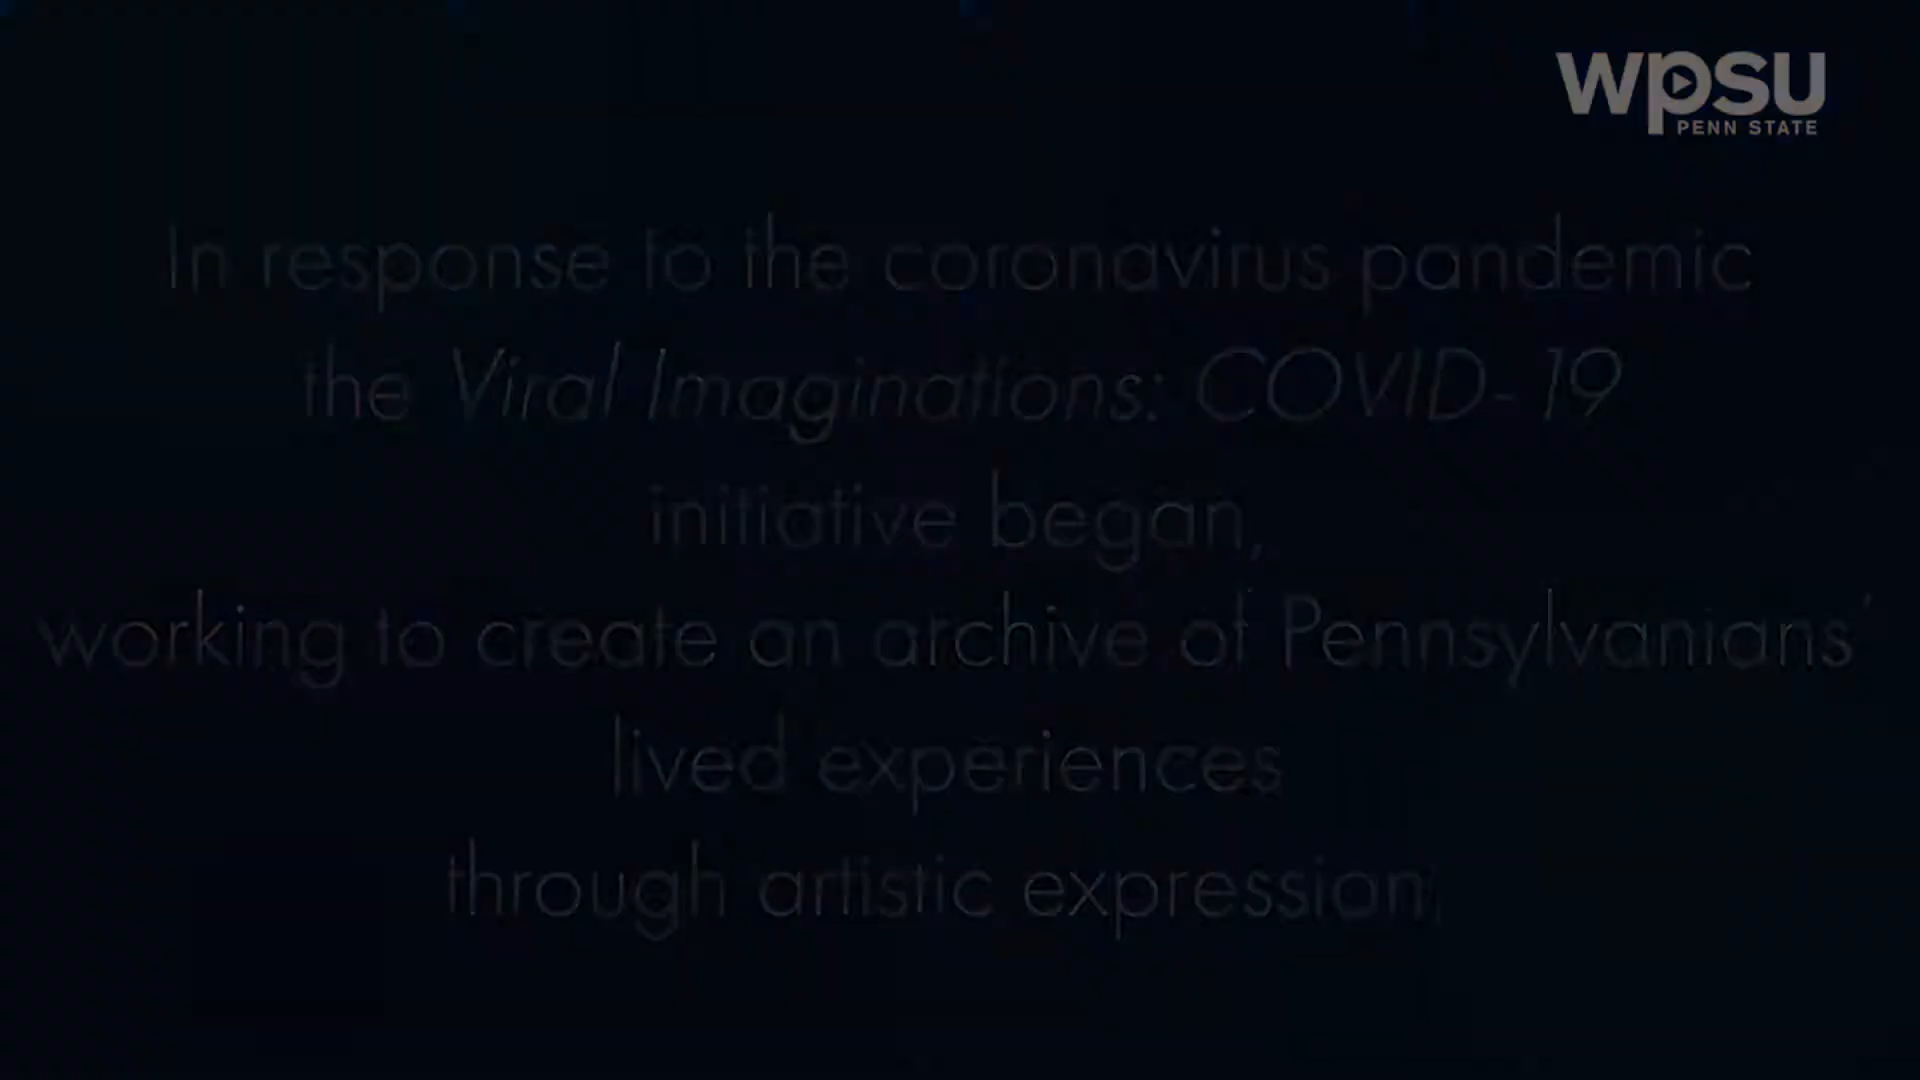 wpsu
PENN STATE
In response to the coronavirus pandemic
the Viral Imaginations: COVID-19
initiative began,
working to create an archive of Pennsylvanians'
lived experiences
through artistic expression.